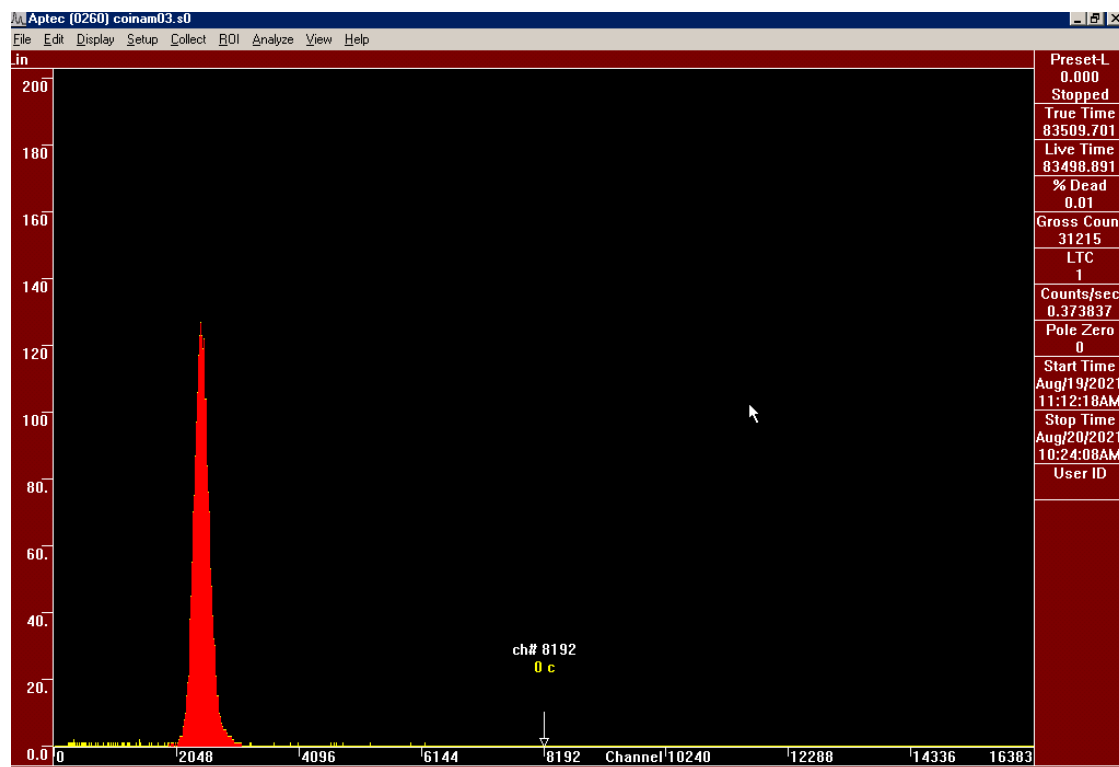 Aptec (0260) coinam03.s0
File Edit Display Setup Collect ROI Analyze View Help
Lin
200
180
160
140
120
100
80.
60.
40.
20.
0.0
ch# 8192
0 c
0 2048 4096 6144 8192 Channel 10240 12288 14336 16383
Preset-L
0.000
Stopped
True Time
83509.701
Live Time
83498.891
% Dead
0.01
Gross Coun
31215
LTC
1
Counts/sec
0.373837
Pole Zero
0
Start Time
Aug/19/2021
11:12:18AM
Stop Time
Aug/20/2021
10:24:08AM
User ID